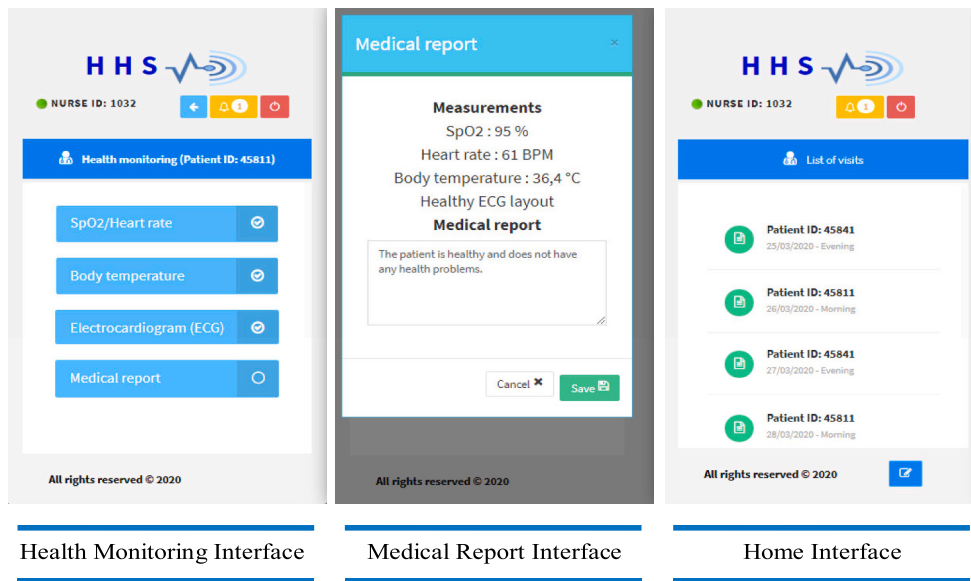 H H S
NURSE ID: 1032
1
Health monitoring (Patient ID: 45811)
SpO2/Heart rate
Body temperature
Electrocardiogram (ECG)
Medical report
All rights reserved © 2020
Health Monitoring Interface
Medical report
×
Measurements
SpO2 : 95 %
Heart rate : 61 BPM
Body temperature : 36,4 °C
Healthy ECG layout
Medical report
The patient is healthy and does not have
any health problems.
Cancel ✖
Save
All rights reserved © 2020
Medical Report Interface
H H S
NURSE ID: 1032
1
List of visits
Patient ID: 45841
25/03/2020 - Evening
Patient ID: 45811
26/03/2020 - Morning
Patient ID: 45841
27/03/2020 - Evening
Patient ID: 45811
28/03/2020 - Morning
All rights reserved © 2020
Home Interface